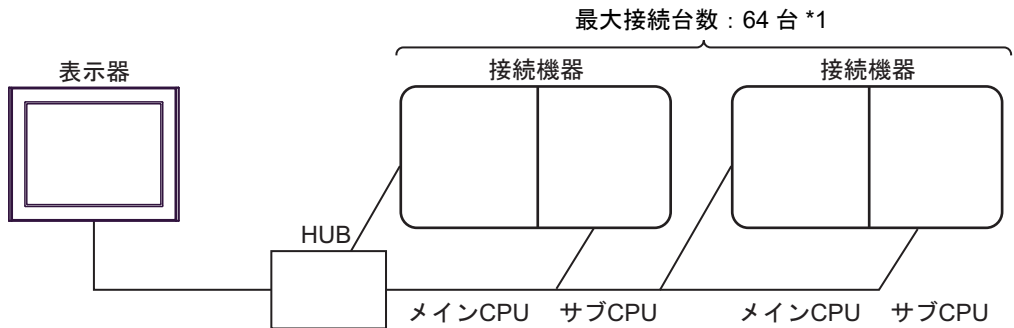 最大接続台数：64 台 *1
表示器
接続機器
接続機器
HUB
メインCPU サブCPU メインCPU サブCPU